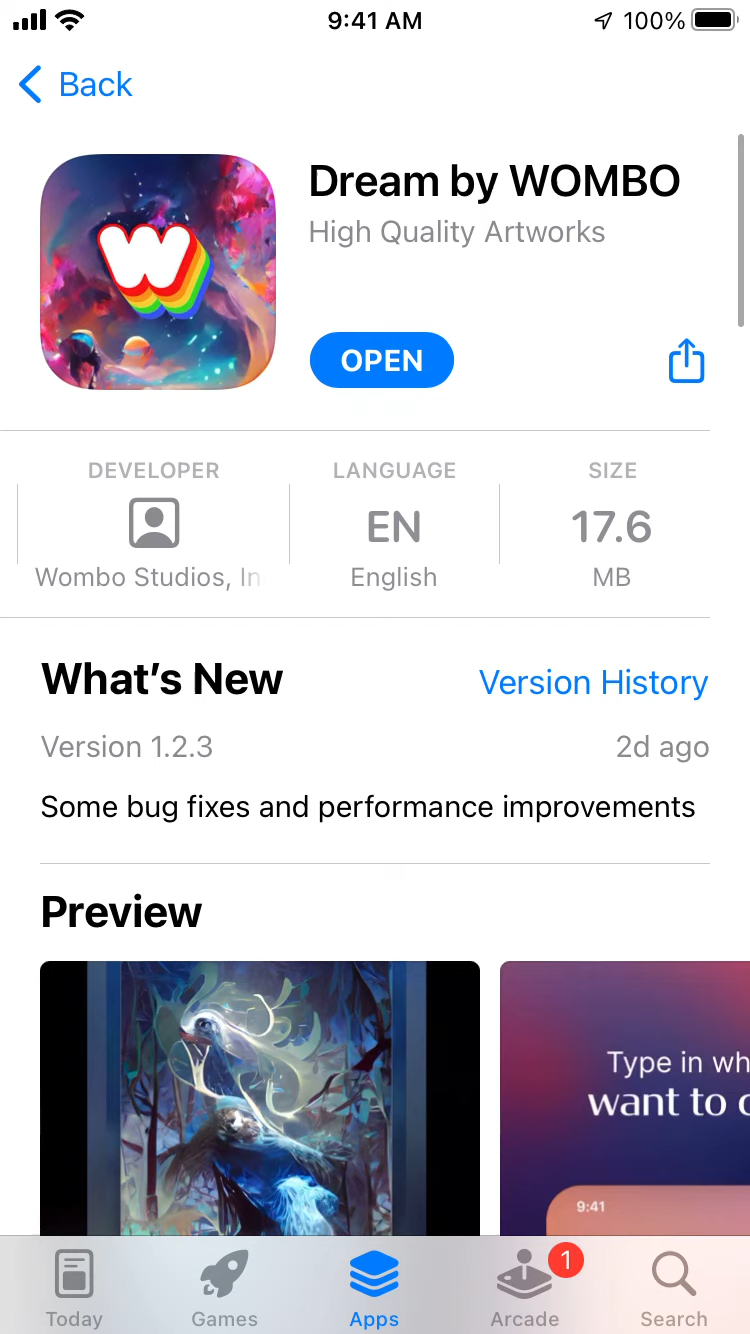 9:41 AM
100%
Back
W
Dream by WOMBO
High Quality Artworks
OPEN
DEVELOPER
LANGUAGE
SIZE
EN
17.6
Wombo Studios, In
English
MB
What's New
Version History
Version 1.2.3
2d ago
Some bug fixes and performance improvements
Preview
Type in wh
want to
9:41
1
Today
Games
Apps
Arcade
Search